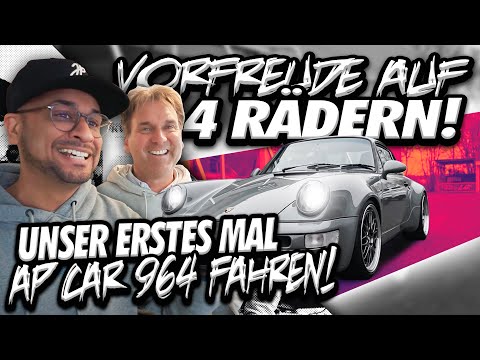 VORFREUDE AUF
4 RÄDERN!
UNSER ERSTES MAL
AP CAR 964 FAHREN!